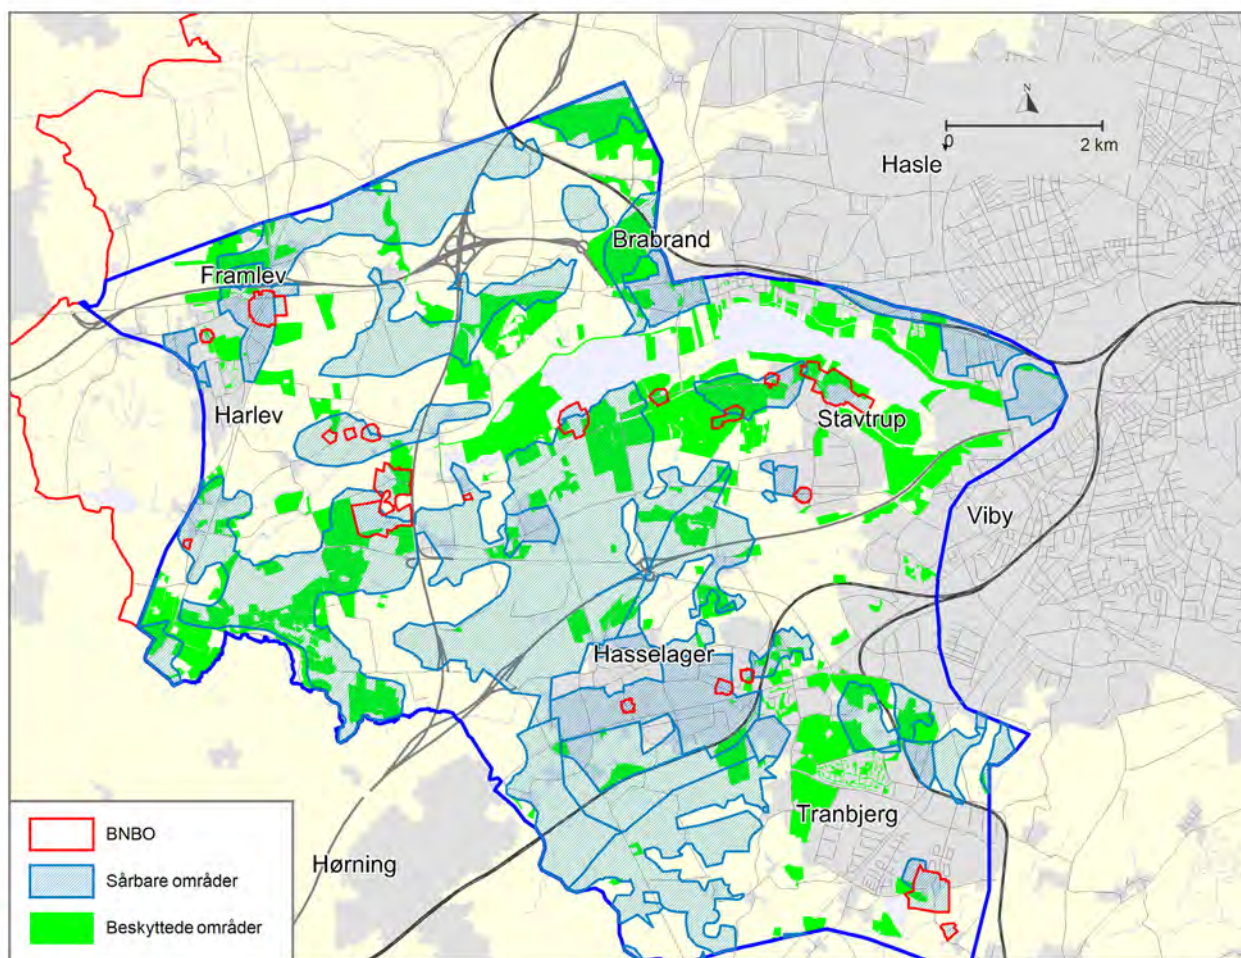 N
0
2 km
Hasle
Brabrand
Framlev
Harlev
Stavtrup
Viby
Hasselager
Tranbjerg
Hørning
BNBO
Sårbare områder
Beskyttede områder